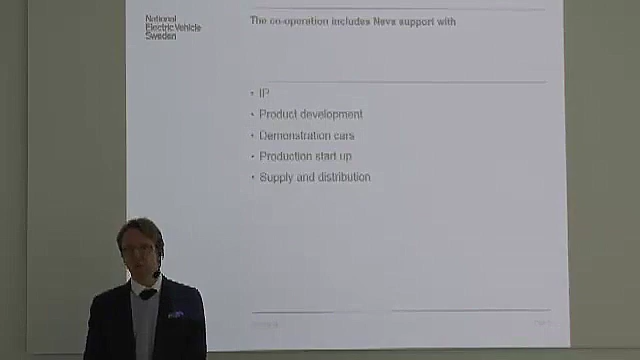 National
Electric Vehicle
Sweden
The co-operation includes Nevs support with
• IP
• Product development
• Demonstration cars
• Production start up
• Supply and distribution